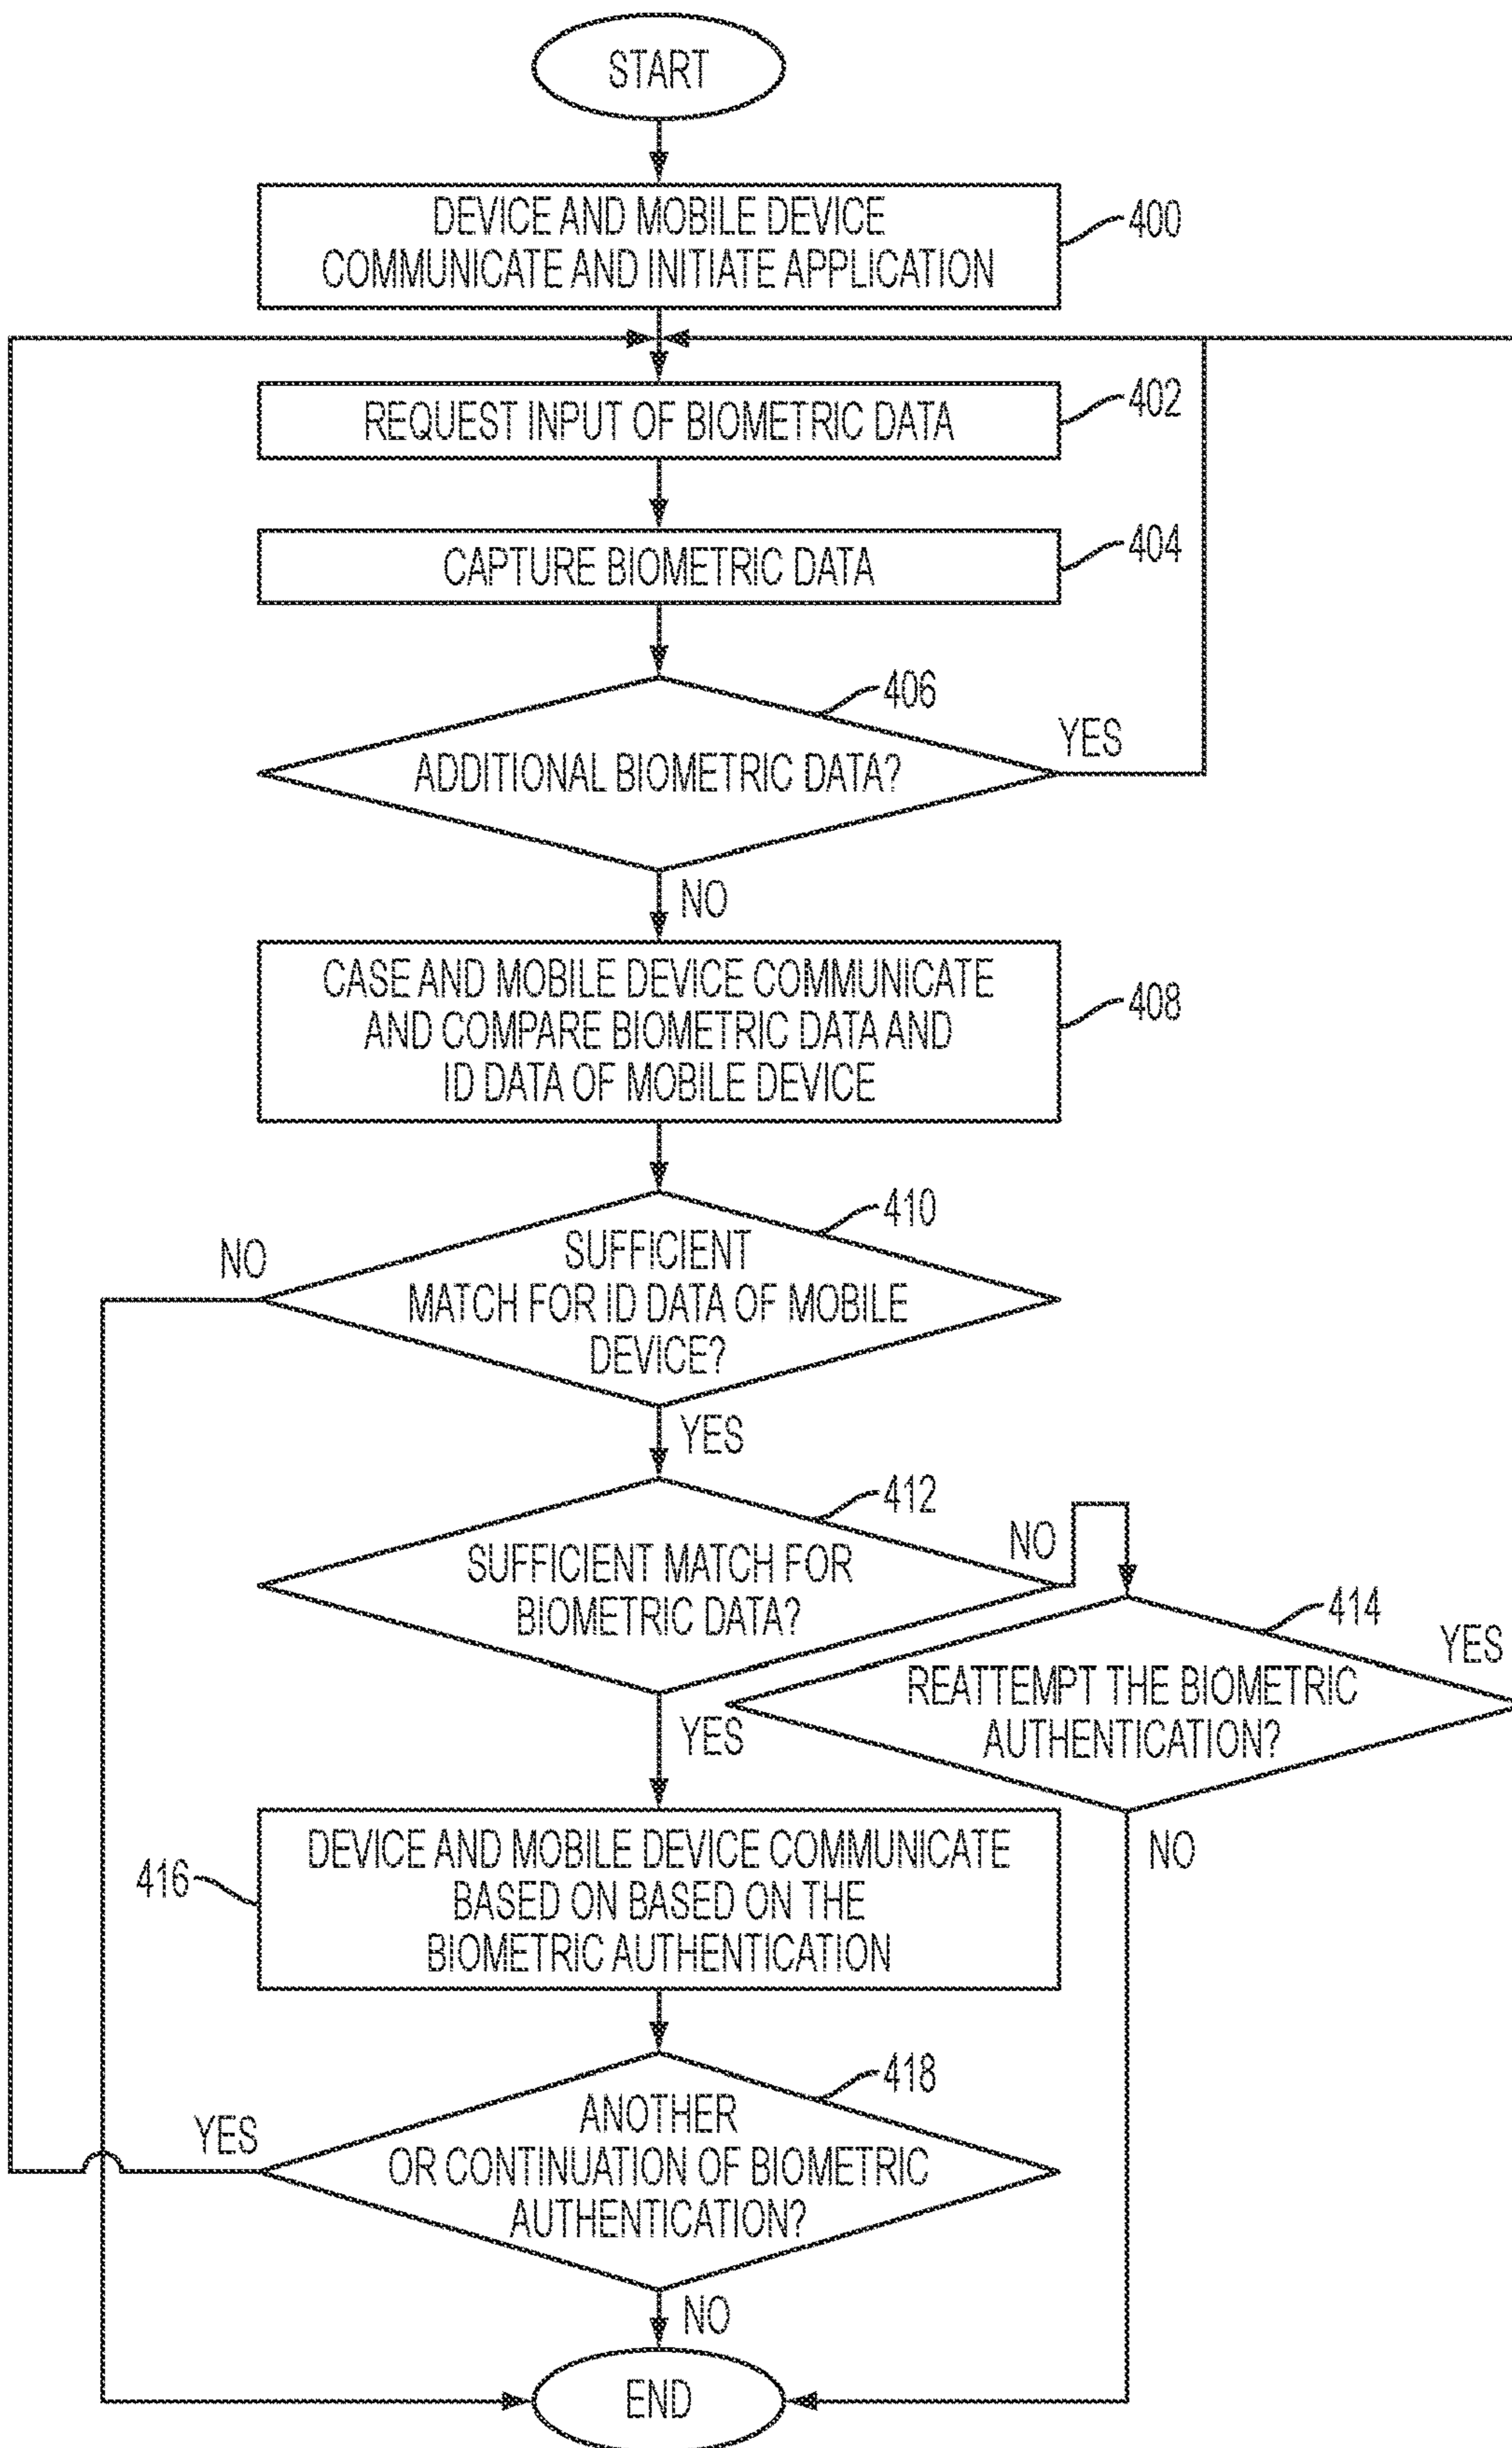 START
DEVICE AND MOBILE DEVICE
COMMUNICATE AND INITIATE APPLICATION
400
REQUEST INPUT OF BIOMETRIC DATA
402
CAPTURE BIOMETRIC DATA
404
406
ADDITIONAL BIOMETRIC DATA?
YES
NO
CASE AND MOBILE DEVICE COMMUNICATE
AND COMPARE BIOMETRIC DATA AND
ID DATA OF MOBILE DEVICE
408
410
NO
SUFFICIENT
MATCH FOR ID DATA OF MOBILE
DEVICE?
YES
412
NO
SUFFICIENT MATCH FOR
BIOMETRIC DATA?
414
YES
REATTEMPT THE BIOMETRIC
AUTHENTICATION?
YES
NO
416
DEVICE AND MOBILE DEVICE COMMUNICATE
BASED ON BASED ON THE
BIOMETRIC AUTHENTICATION
418
YES
ANOTHER
OR CONTINUATION OF BIOMETRIC
AUTHENTICATION?
NO
END